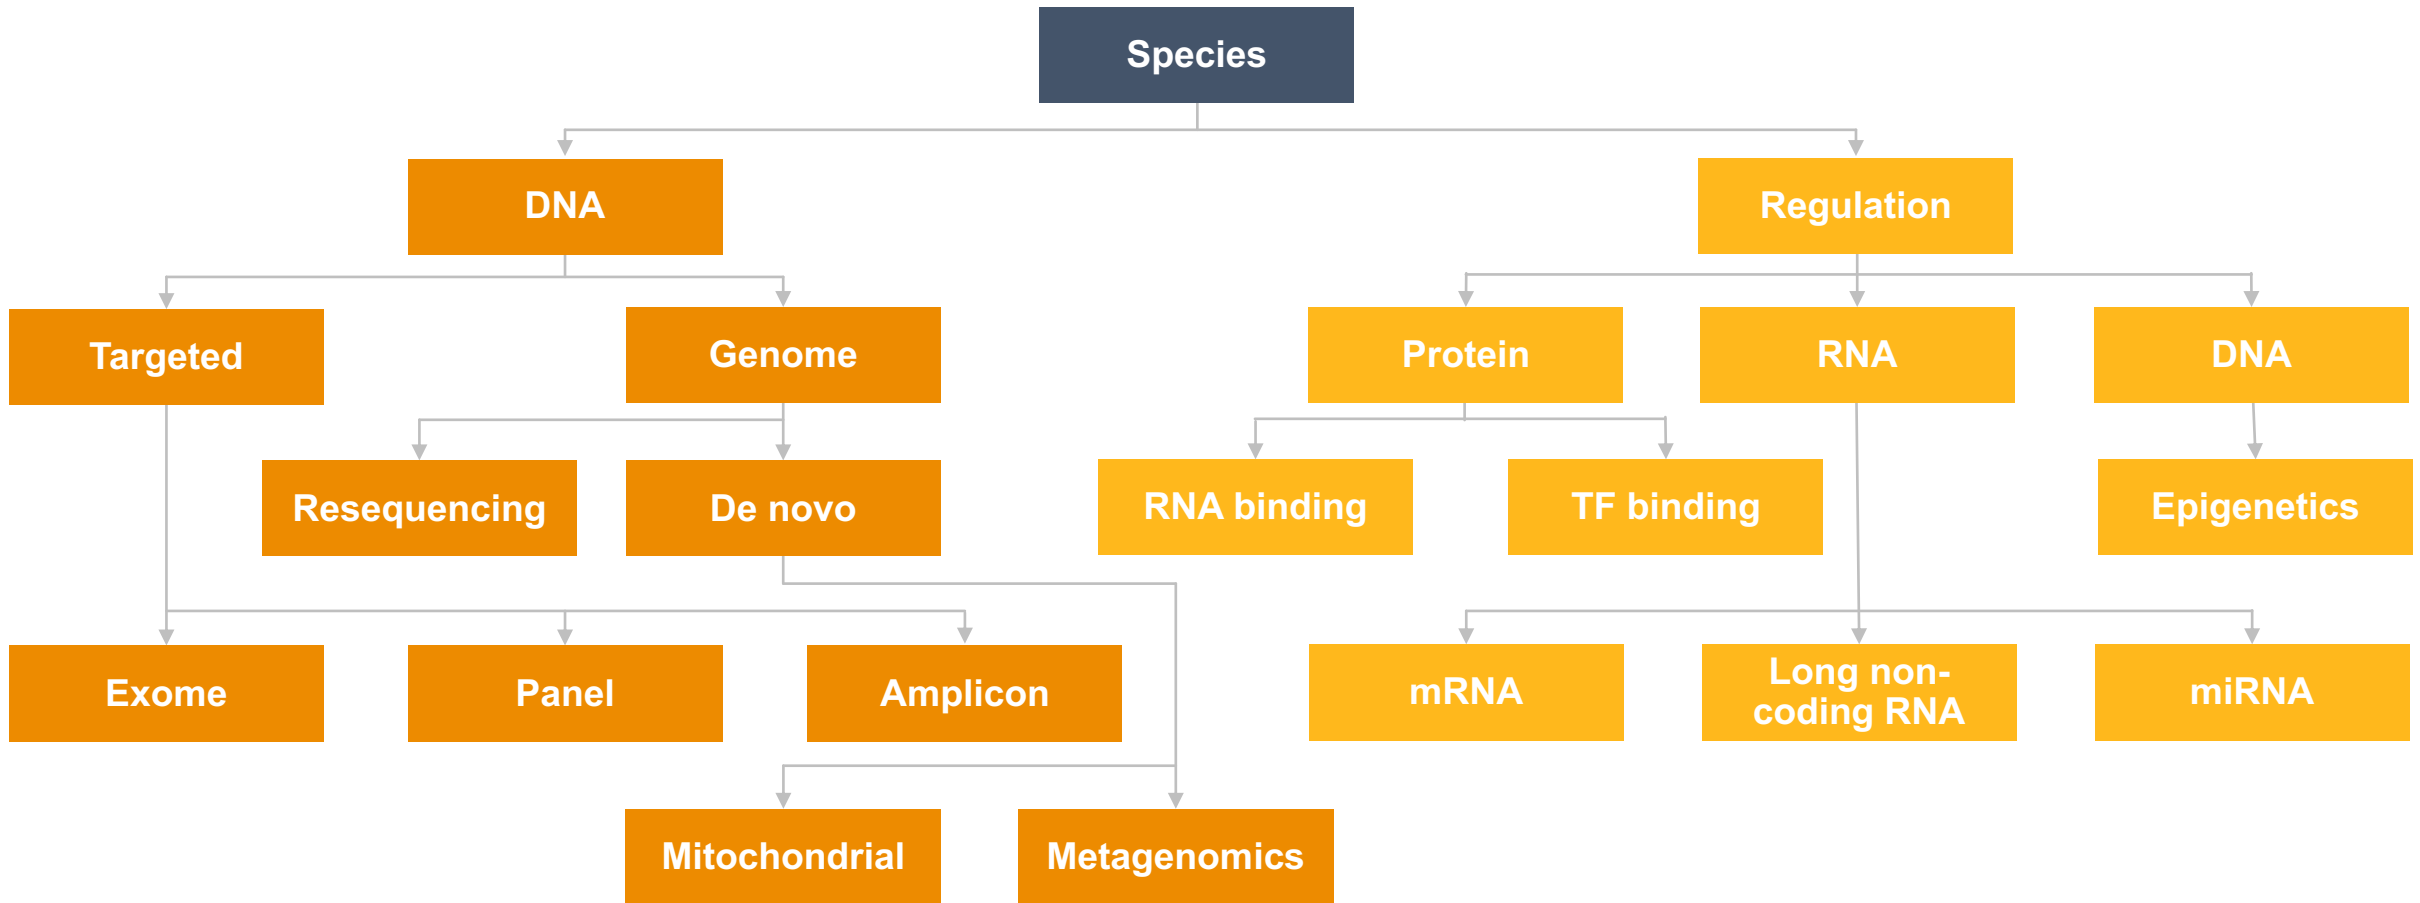 Species
DNA
Regulation
Targeted
Genome
Protein
RNA
DNA
Resequencing
De novo
RNA binding
TF binding
Epigenetics
Exome
Panel
Amplicon
mRNA
Long non-
coding RNA
miRNA
Mitochondrial
Metagenomics